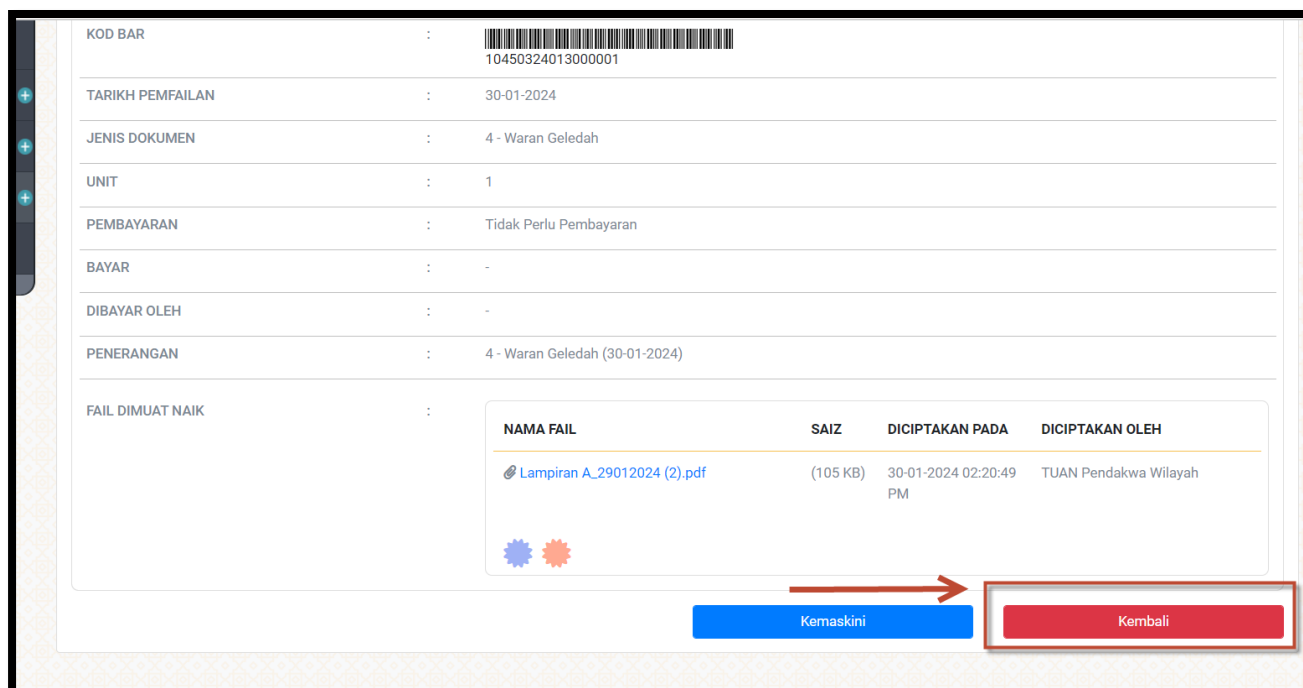 KOD BAR :
10450324013000001
TARIKH PEMFAILAN : 30-01-2024
JENIS DOKUMEN : 4 - Waran Geledah
UNIT : 1
PEMBAYARAN : Tidak Perlu Pembayaran
BAYAR : -
DIBAYAR OLEH : -
PENERANGAN : 4 - Waran Geledah (30-01-2024)
FAIL DIMUAT NAIK :
NAMA FAIL SAIZ DICIPTAKAN PADA DICIPTAKAN OLEH
Lampiran A_29012024 (2).pdf (105 KB) 30-01-2024 02:20:49 TUAN Pendakwa Wilayah
PM
Kemaskini Kembali